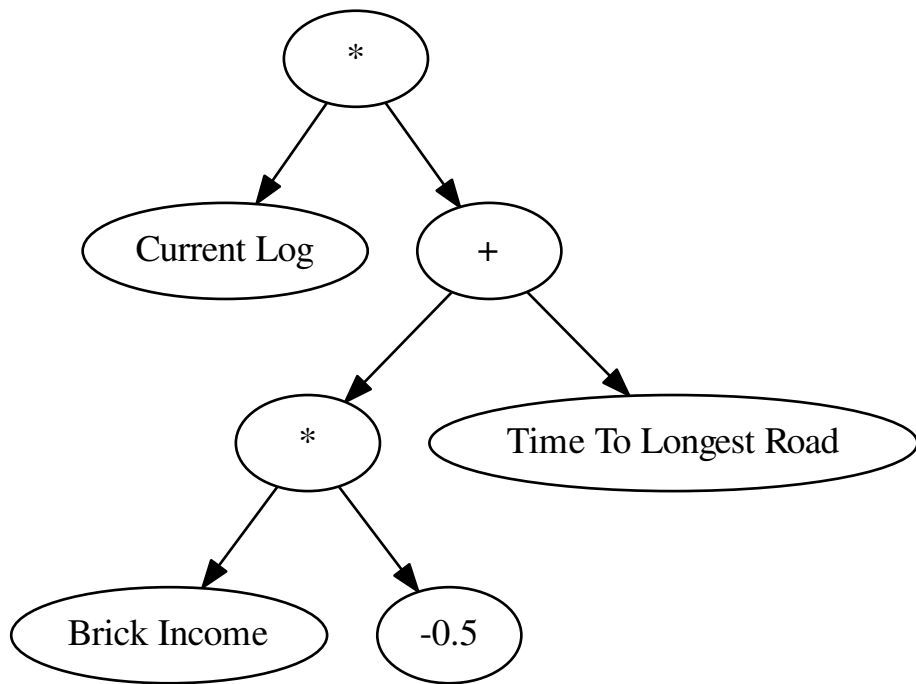 *
Current Log
+
*
Time To Longest Road
Brick Income
-0.5